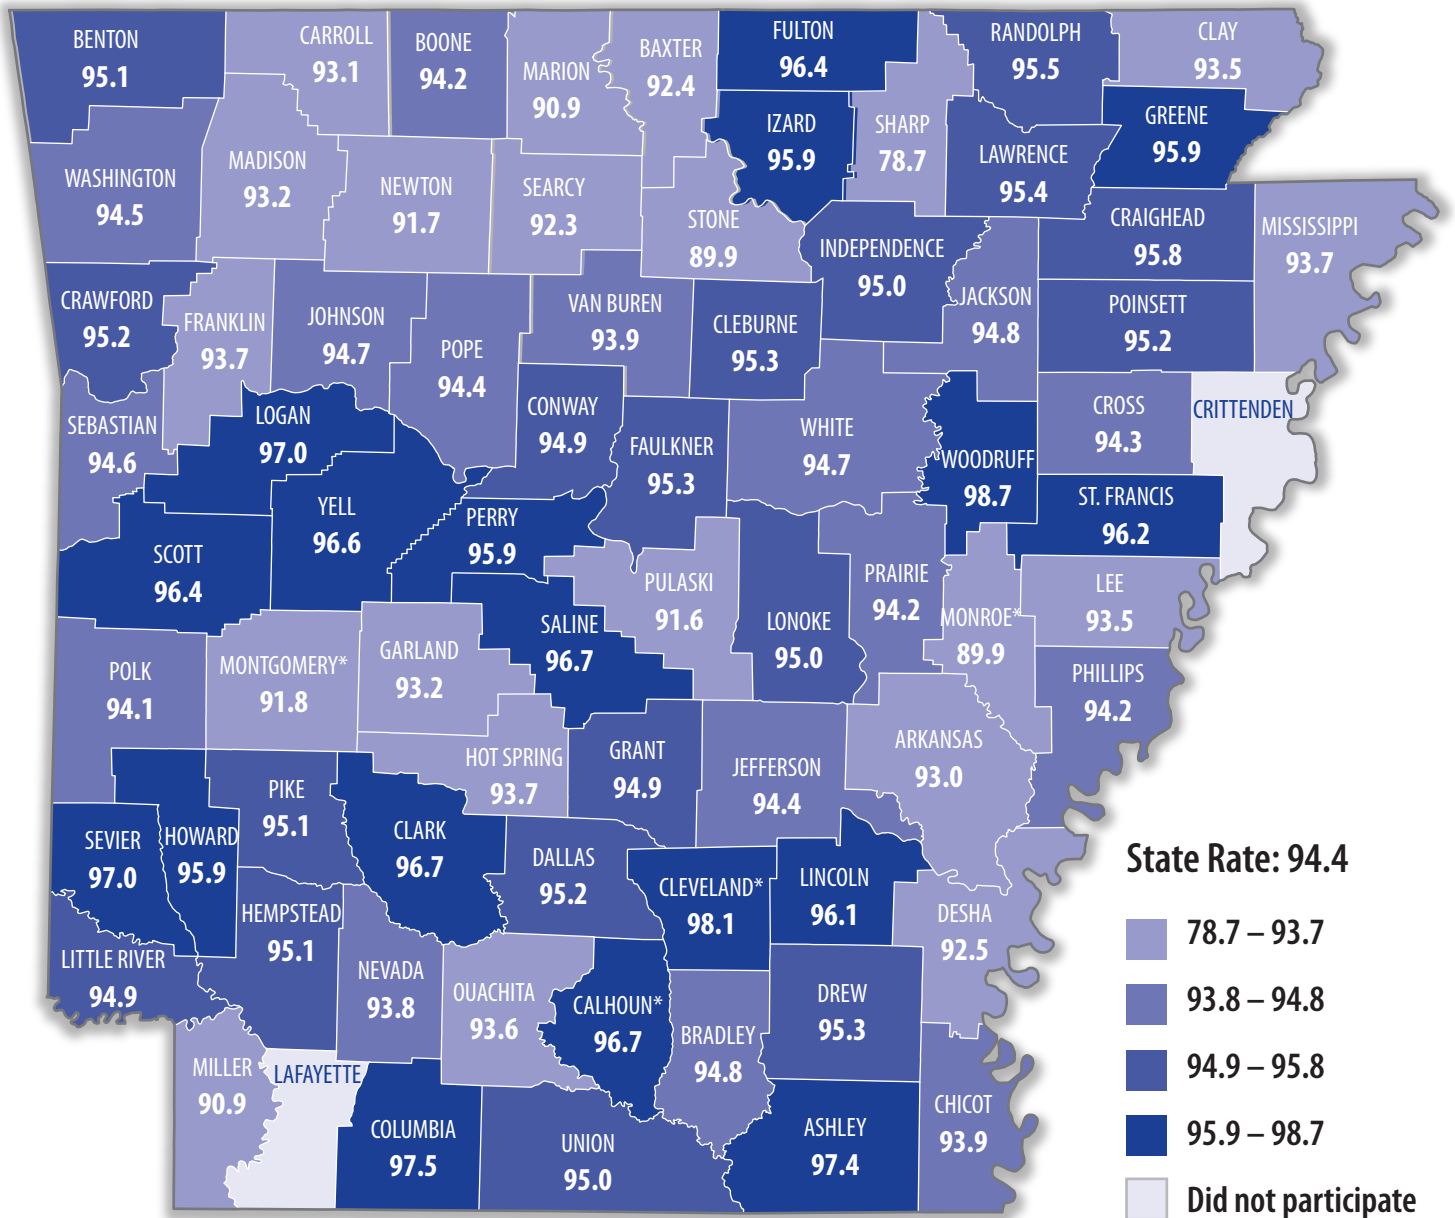 BENTON
95.1
CARROLL
93.1
BOONE
94.2
MARION
90.9
BAXTER
92.4
FULTON
96.4
RANDOLPH
95.5
CLAY
93.5
IZARD
95.9
SHARP
78.7
LAWRENCE
95.4
GREENE
95.9
WASHINGTON
94.5
MADISON
93.2
NEWTON
91.7
SEARCY
92.3
STONE
89.9
INDEPENDENCE
95.0
CRAIGHEAD
95.8
MISSISSIPPI
93.7
CRAWFORD
95.2
FRANKLIN
93.7
JOHNSON
94.7
POPE
94.4
VAN BUREN
93.9
CLEBURNE
95.3
JACKSON
94.8
POINSETT
95.2
SEBASTIAN
94.6
LOGAN
97.0
CONWAY
94.9
FAULKNER
95.3
WHITE
94.7
WOODRUFF
98.7
CROSS
94.3
CRITTENDEN
ST. FRANCIS
96.2
SCOTT
96.4
YELL
96.6
PERRY
95.9
SALINE
96.7
PULASKI
91.6
LONOKE
95.0
PRAIRIE
94.2
MONROE*
89.9
LEE
93.5
PHILLIPS
94.2
POLK
94.1
MONTGOMERY*
91.8
GARLAND
93.2
HOT SPRING
93.7
GRANT
94.9
JEFFERSON
94.4
ARKANSAS
93.0
SEVIER
97.0
HOWARD
95.9
PIKE
95.1
CLARK
96.7
DALLAS
95.2
CLEVELAND*
98.1
LINCOLN
96.1
DESHA
92.5
LITTLE RIVER
94.9
HEMPSTEAD
95.1
NEVADA
93.8
OUACHITA
93.6
CALHOUN*
96.7
BRADLEY
94.8
DREW
95.3
MILLER
90.9
LAFAYETTE
COLUMBIA
97.5
UNION
95.0
ASHLEY
97.4
CHICOT
93.9
State Rate: 94.4
78.7 – 93.7
93.8 – 94.8
94.9 – 95.8
95.9 – 98.7
Did not participate